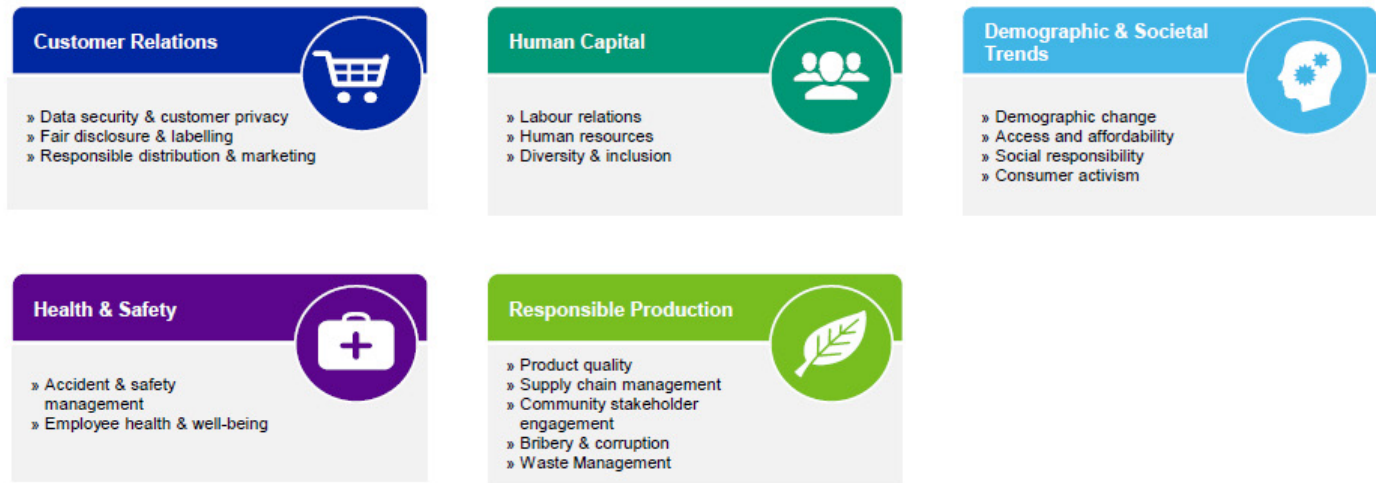 Customer Relations
» Data security & customer privacy
» Fair disclosure & labelling
» Responsible distribution & marketing
Human Capital
» Labour relations
» Human resources
» Diversity & inclusion
Demographic & Societal
Trends
» Demographic change
» Access and affordability
» Social responsibility
» Consumer activism
Health & Safety
» Accident & safety
management
» Employee health & well-being
Responsible Production
» Product quality
» Supply chain management
» Community stakeholder
engagement
» Bribery & corruption
» Waste Management